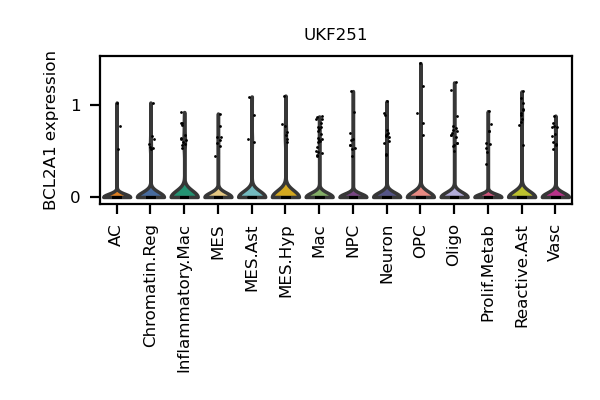 UKF251
BCL2A1 expression
1
0
AC
Chromatin.Reg
Inflammatory.Mac
MES
MES.Ast
MES.Hyp
Mac
NPC
Neuron
OPC
Oligo
Prolif.Metab
Reactive.Ast
Vasc